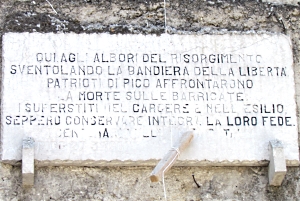 QUI AGLI ALBORI DEL RISORGIMENTO
SVENTOLANDO LA BANDIERA DELLA LIBERTÀ
PATRIOTI DI PICO AFFRONTARONO
LA MORTE SULLE BARRICATE.
I SUPERSTITI NEL CARCERE E NELL'ESILIO
SEPPERO CONSERVARE INTEGRA LA LORO FEDE